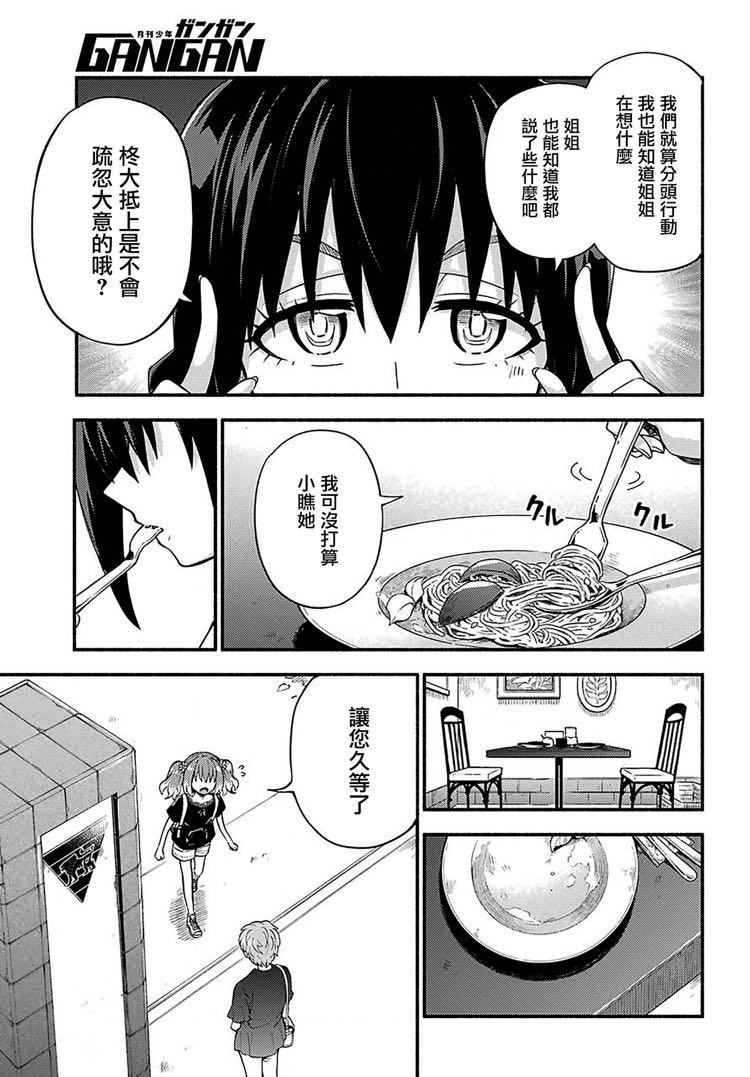 月刊少年ガンガン
GANGAN
我們就算分頭行動
我也能知道姐姐
在想什麼
姐姐
也能知道我都
說了些什麼吧
柊大抵上是不會
疏忽大意的哦？
クル
クル
我可沒打算
小瞧她
讓您久等了